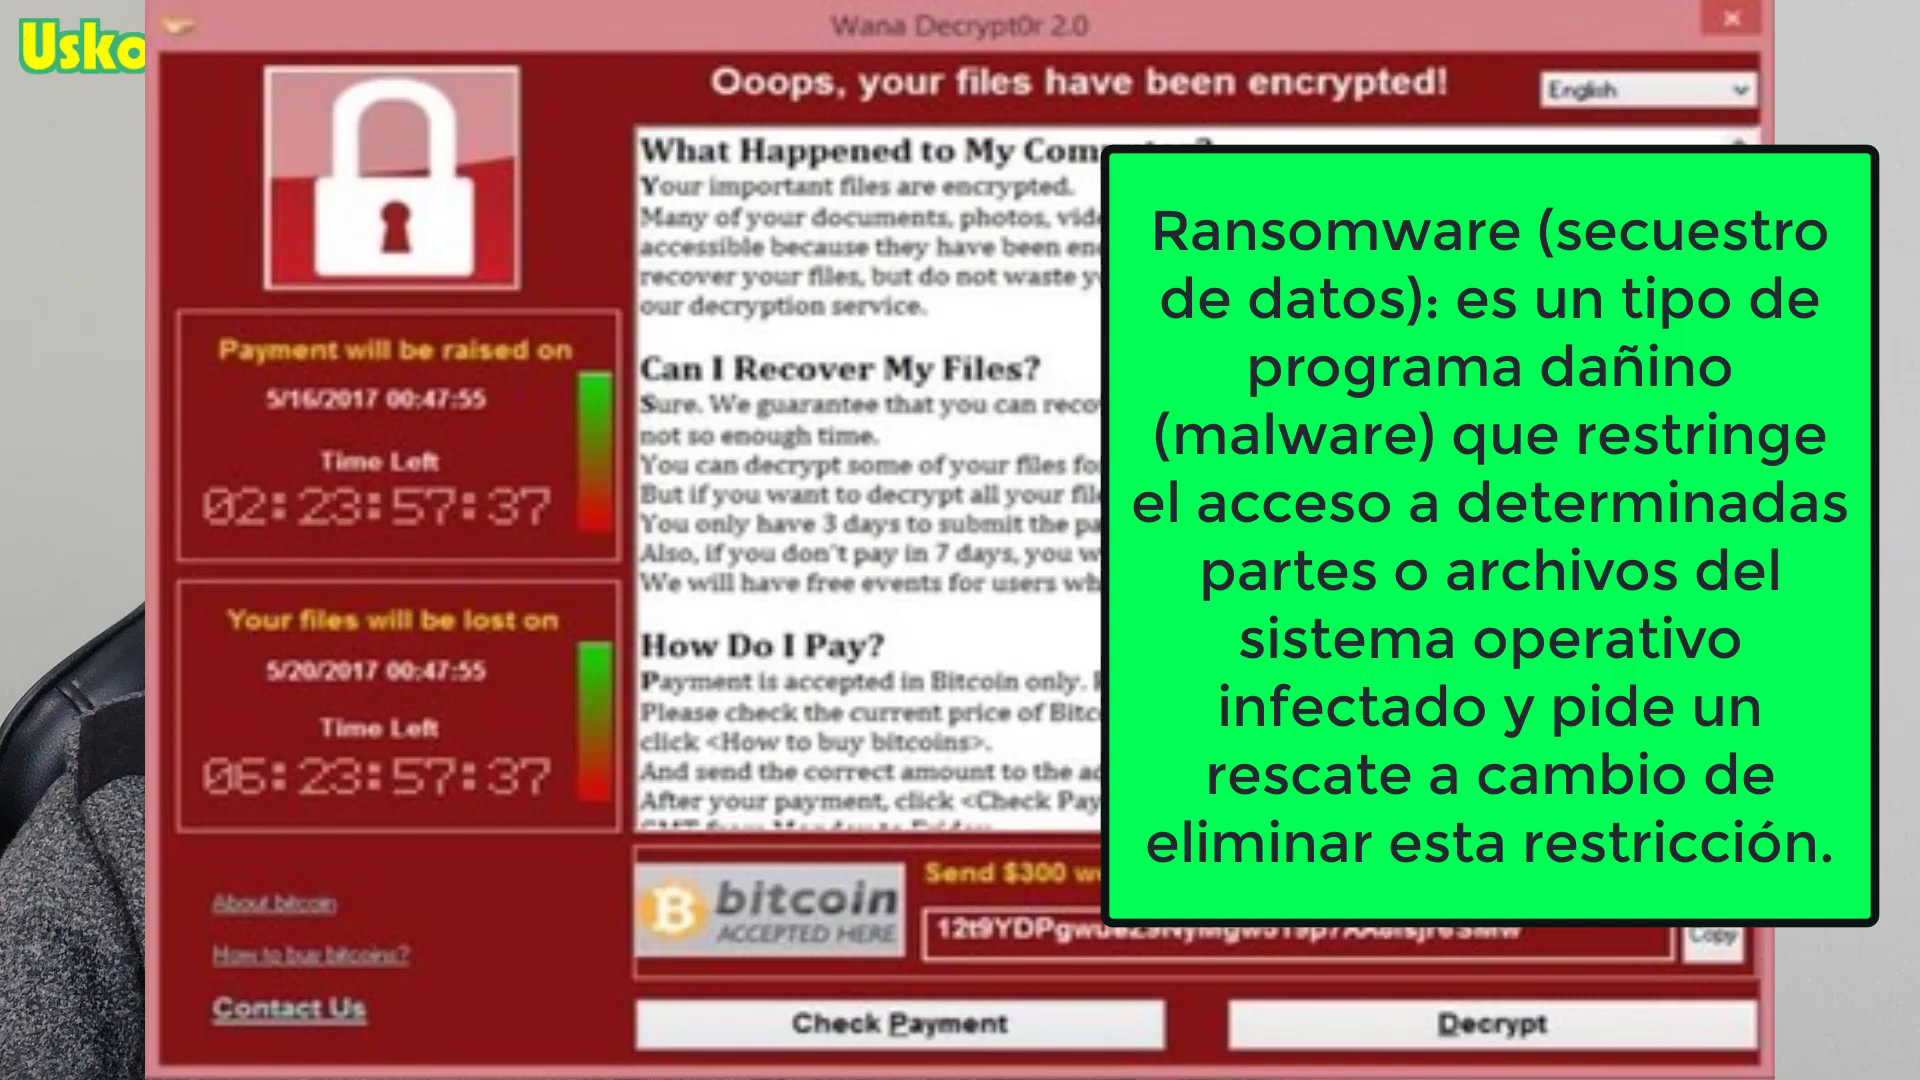 Usko
Wana Decrypt0r 2.0
Ooops, your files have been encrypted!
English
What Happened to My Com
Your important files are encrypted.
Many of your documents, photos,
accessible because they have been
recover your files, but do not waste
our decryption service.
Can I Recover My Files?
Sure. We guarantee that you can
not so enough time.
You can decrypt some of your files
But if you want to decrypt all your
You only have 3 days to submit the
Also, if you don't pay in 7 days, you
We will have free events for users
How Do I Pay?
Payment is accepted in Bitcoin only.
Please check the current price of
click <How to buy bitcoins>.
And send the correct amount to the
After your payment, click <Check
Payment will be raised on
5/16/2017 00:47:55
Time Left
02:23:57:37
Your files will be lost on
5/20/2017 00:47:55
Time Left
06:23:57:37
About bitcoin
How to buy bitcoins?
Contact Us
bitcoin
ACCEPTED HERE
Send $300
Copy
Check Payment
Decrypt
Ransomware (secuestro
de datos): es un tipo de
programa dañino
(malware) que restringe
el acceso a determinadas
partes o archivos del
sistema operativo
infectado y pide un
rescate a cambio de
eliminar esta restricción.